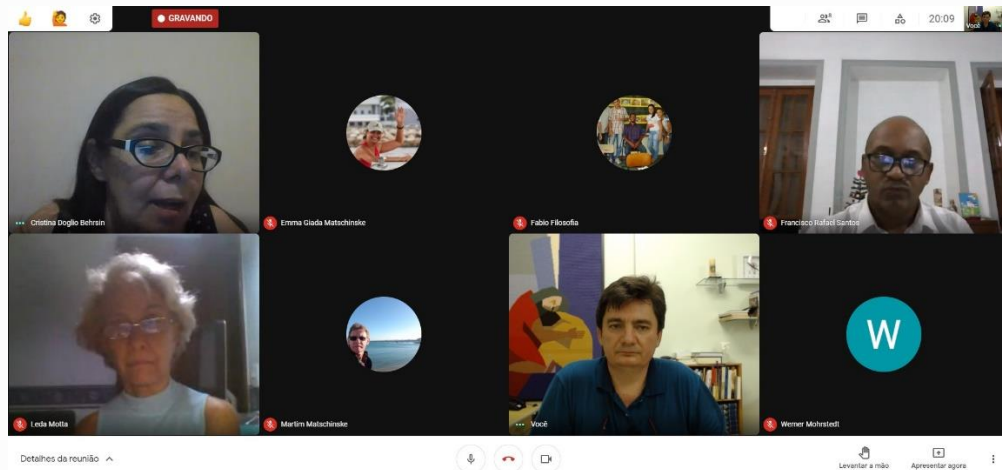 GRAVANDO
20:09
Você
Cristina Doglio Behrsin
Emma Giada Matschinske
Fabio Filosofia
Francisco Rafael Santos
Leda Motta
Martim Matschinske
Você
W
Werner Mohrstedt
Detalhes da reunião
Levantar a mão
Apresentar agora